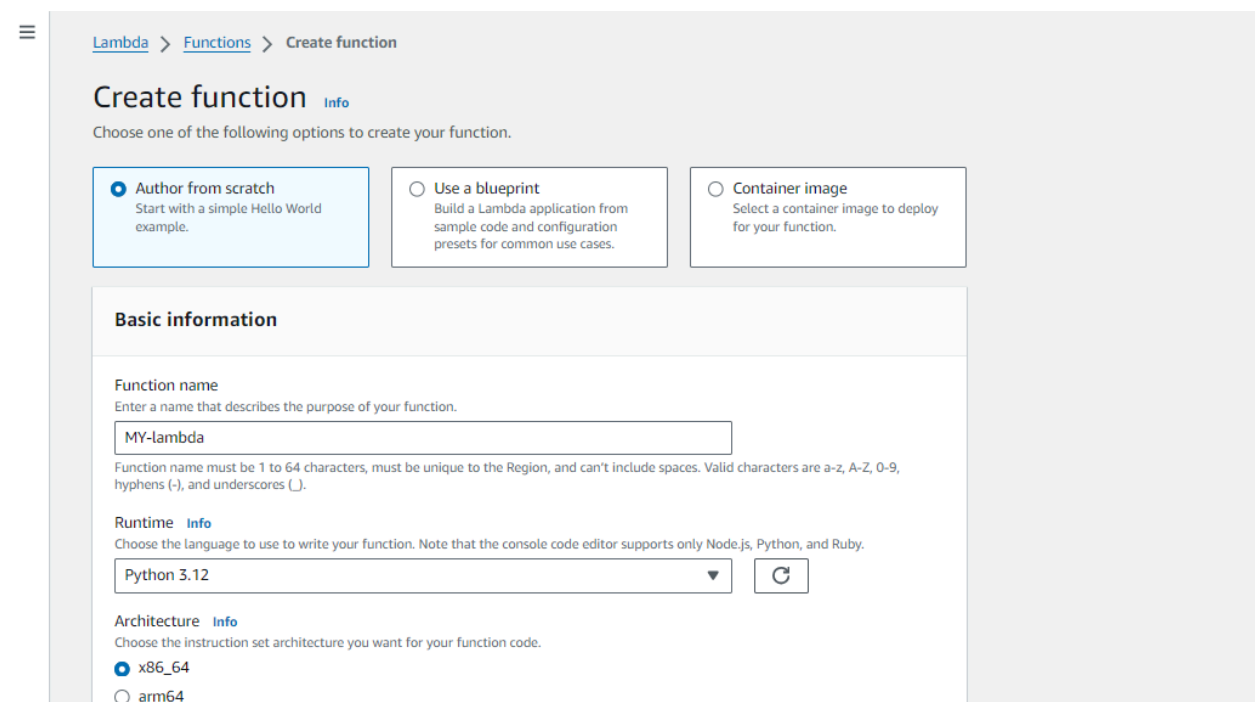 Lambda > Functions > Create function
Create function Info
Choose one of the following options to create your function.
Author from scratch
Start with a simple Hello World
example.
Use a blueprint
Build a Lambda application from
sample code and configuration
presets for common use cases.
Container image
Select a container image to deploy
for your function.
Basic information
Function name
Enter a name that describes the purpose of your function.
MY-lambda
Function name must be 1 to 64 characters, must be unique to the Region, and can't include spaces. Valid characters are a-z, A-Z, 0-9,
hyphens (-), and underscores (_).
Runtime Info
Choose the language to use to write your function. Note that the console code editor supports only Node.js, Python, and Ruby.
Python 3.12
Architecture Info
Choose the instruction set architecture you want for your function code.
x86_64
arm64